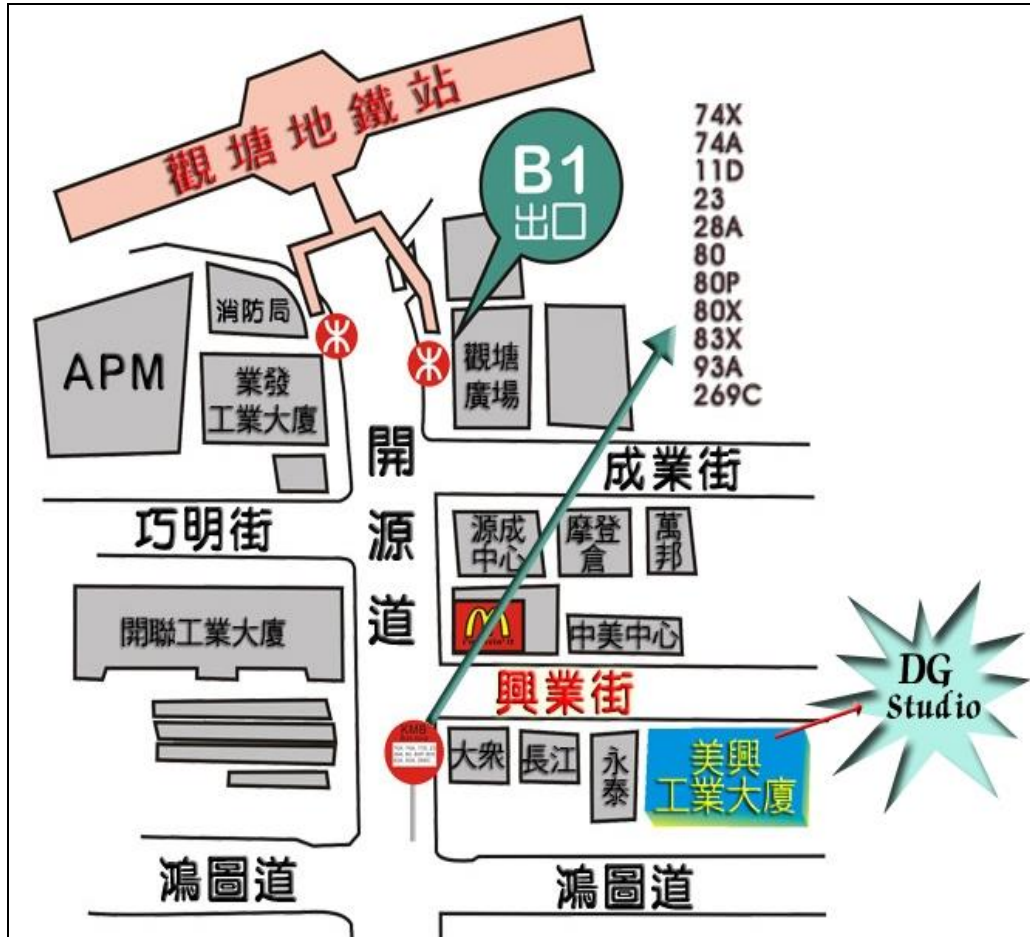 觀塘地鐵站
B1
出口
74X
74A
11D
23
28A
80
80P
80X
83X
93A
269C
消防局
APM
業發
工業大廈
觀塘
廣場
開源道
成業街
巧明街
源成
中心
摩登
倉
萬
邦
開聯工業大廈
中美中心
興業街
DG
Studio
KMB
大衆
長江
永
泰
美興
工業大廈
鴻圖道
鴻圖道